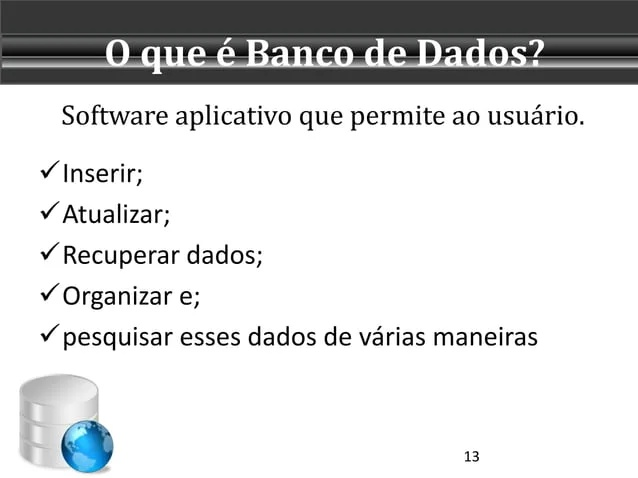 O que é Banco de Dados?
Software aplicativo que permite ao usuário.
✓Inserir;
✓Atualizar;
✓Recuperar dados;
✓Organizar e;
✓pesquisar esses dados de várias maneiras
13